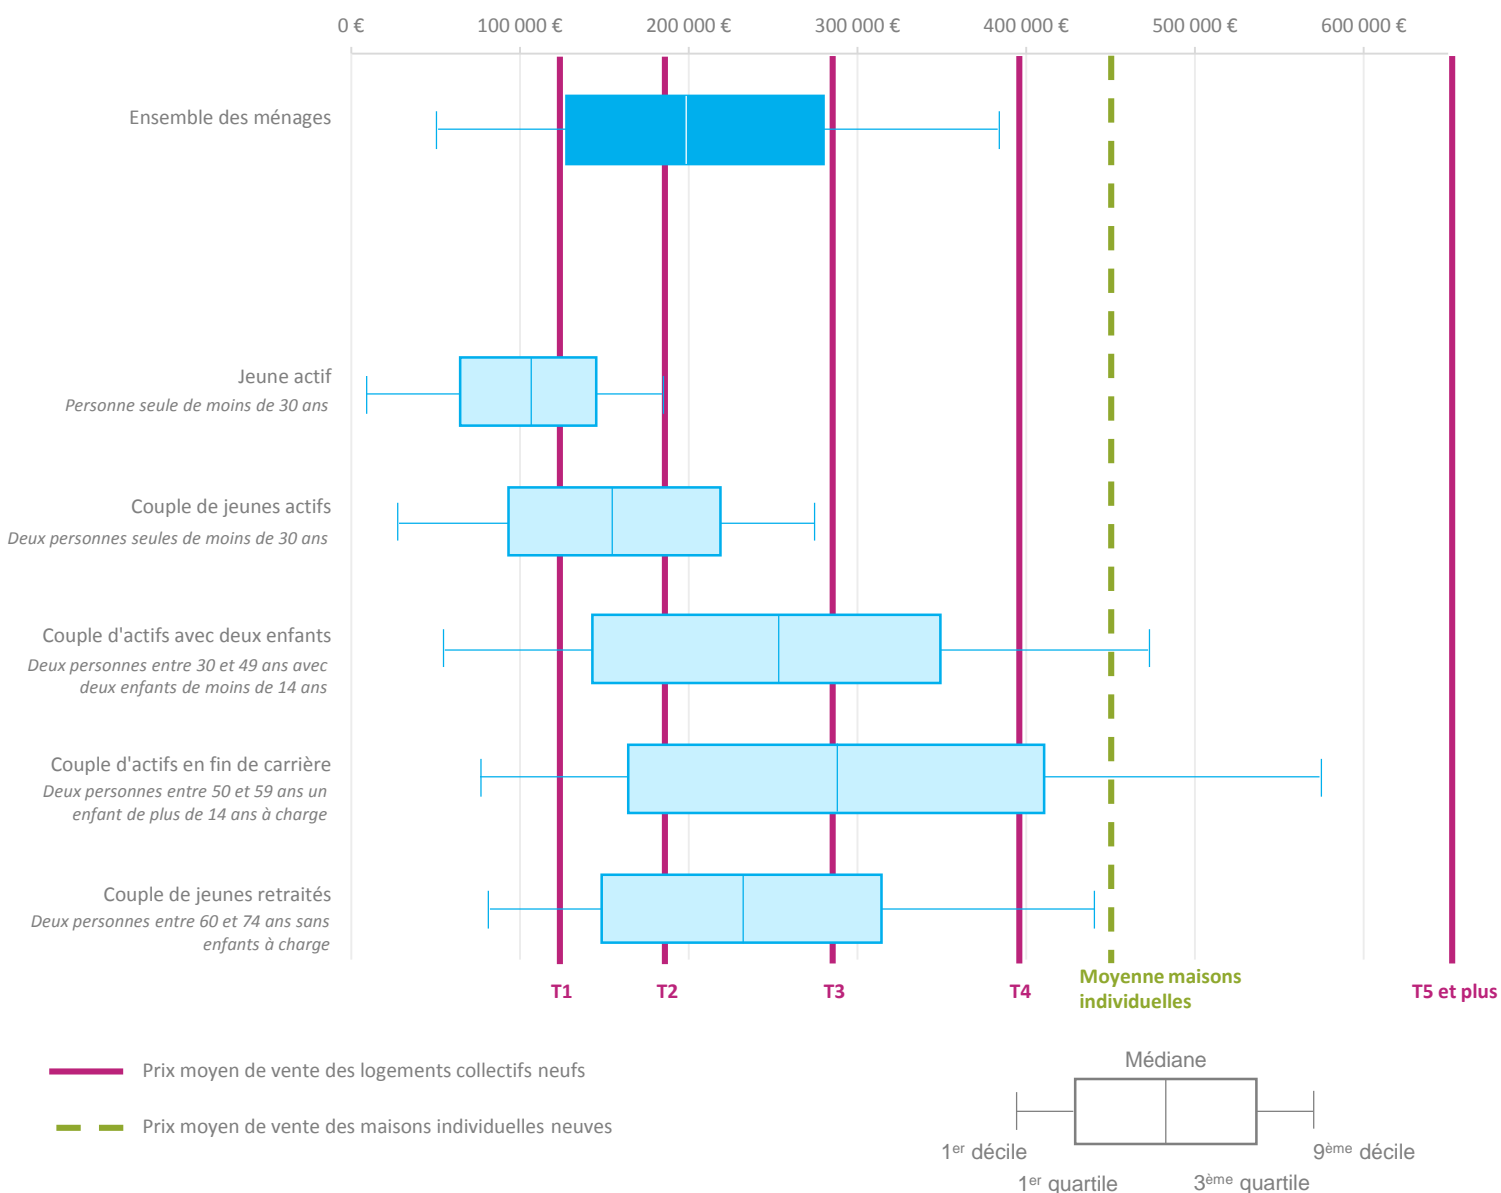 0 €
100 000 €
200 000 €
300 000 €
400 000 €
500 000 €
600 000 €
Ensemble des ménages
Jeune actif
Personne seule de moins de 30 ans
Couple de jeunes actifs
Deux personnes seules de moins de 30 ans
Couple d'actifs avec deux enfants
Deux personnes entre 30 et 49 ans avec
deux enfants de moins de 14 ans
Couple d'actifs en fin de carrière
Deux personnes entre 50 et 59 ans un
enfant de plus de 14 ans à charge
Couple de jeunes retraités
Deux personnes entre 60 et 74 ans sans
enfants à charge
T1
T2
T3
T4
Moyenne maisons
individuelles
T5 et plus
Prix moyen de vente des logements collectifs neufs
Prix moyen de vente des maisons individuelles neuves
Médiane
1er décile
9ème décile
1er quartile
3ème quartile